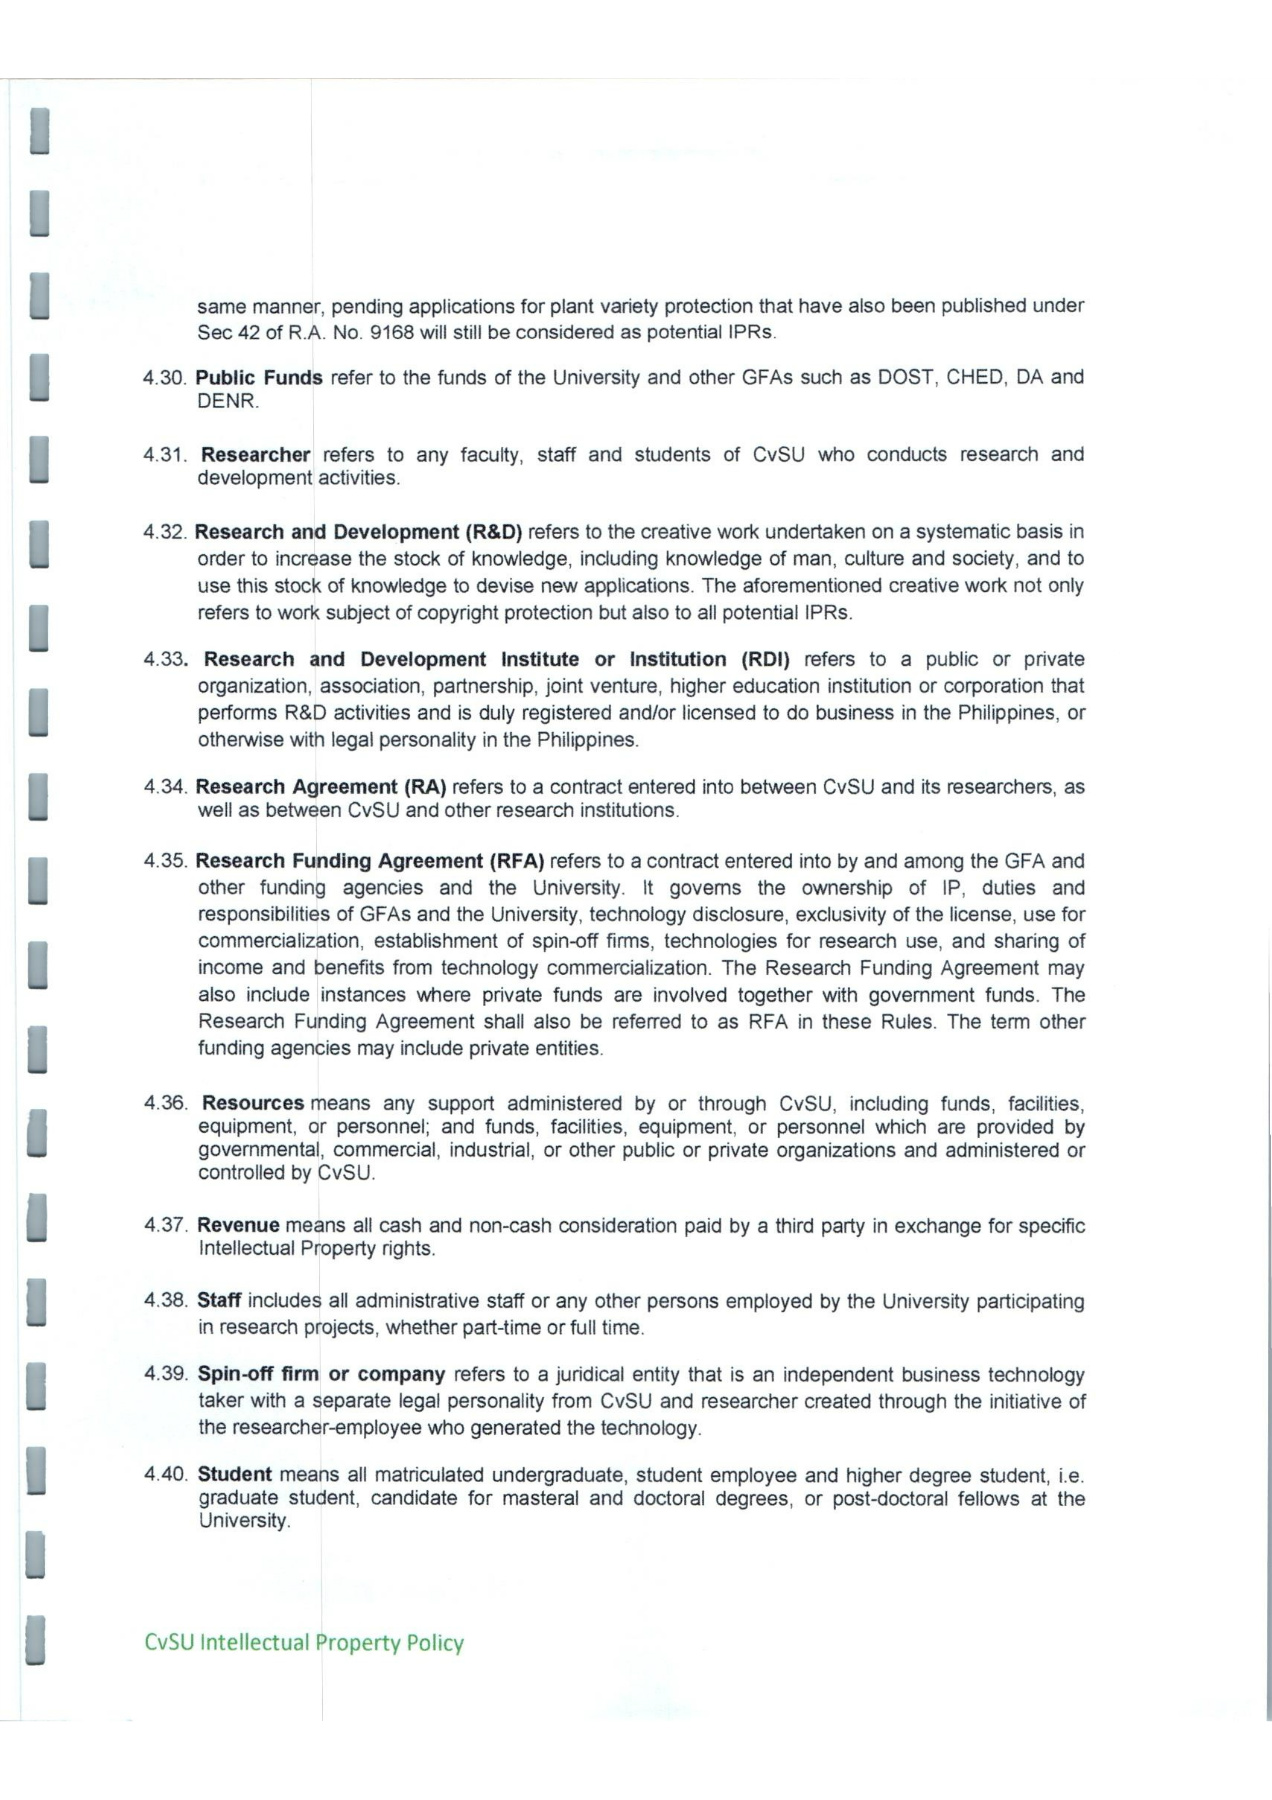 same manner, pending applications for plant variety protection that have also been published under
Sec 42 of R.A. No. 9168 will still be considered as potential IPRs.
4.30. Public Funds refer to the funds of the University and other GFAs such as DOST, CHED, DA and
DENR.
4.31. Researcher refers to any faculty, staff and students of CvSU who conducts research and
development activities.
4.32. Research and Development (R&D) refers to the creative work undertaken on a systematic basis in
order to increase the stock of knowledge, including knowledge of man, culture and society, and to
use this stock of knowledge to devise new applications. The aforementioned creative work not only
refers to work subject of copyright protection but also to all potential IPRs.
4.33. Research and Development Institute or Institution (RDI) refers to a public or private
organization, association, partnership, joint venture, higher education institution or corporation that
performs R&D activities and is duly registered and/or licensed to do business in the Philippines, or
otherwise with legal personality in the Philippines.
4.34. Research Agreement (RA) refers to a contract entered into between CvSU and its researchers, as
well as between CvSU and other research institutions.
4.35. Research Funding Agreement (RFA) refers to a contract entered into by and among the GFA and
other funding agencies and the University. It governs the ownership of IP, duties and
responsibilities of GFAs and the University, technology disclosure, exclusivity of the license, use for
commercialization, establishment of spin-off firms, technologies for research use, and sharing of
income and benefits from technology commercialization. The Research Funding Agreement may
also include instances where private funds are involved together with government funds. The
Research Funding Agreement shall also be referred to as RFA in these Rules. The term other
funding agencies may include private entities.
4.36. Resources means any support administered by or through CvSU, including funds, facilities,
equipment, or personnel; and funds, facilities, equipment, or personnel which are provided by
governmental, commercial, industrial, or other public or private organizations and administered or
controlled by CvSU.
4.37. Revenue means all cash and non-cash consideration paid by a third party in exchange for specific
Intellectual Property rights.
4.38. Staff includes all administrative staff or any other persons employed by the University participating
in research projects, whether part-time or full time.
4.39. Spin-off firm or company refers to a juridical entity that is an independent business technology
taker with a separate legal personality from CvSU and researcher created through the initiative of
the researcher-employee who generated the technology.
4.40. Student means all matriculated undergraduate, student employee and higher degree student, i.e.
graduate student, candidate for masteral and doctoral degrees, or post-doctoral fellows at the
University.
CvSU Intellectual Property Policy